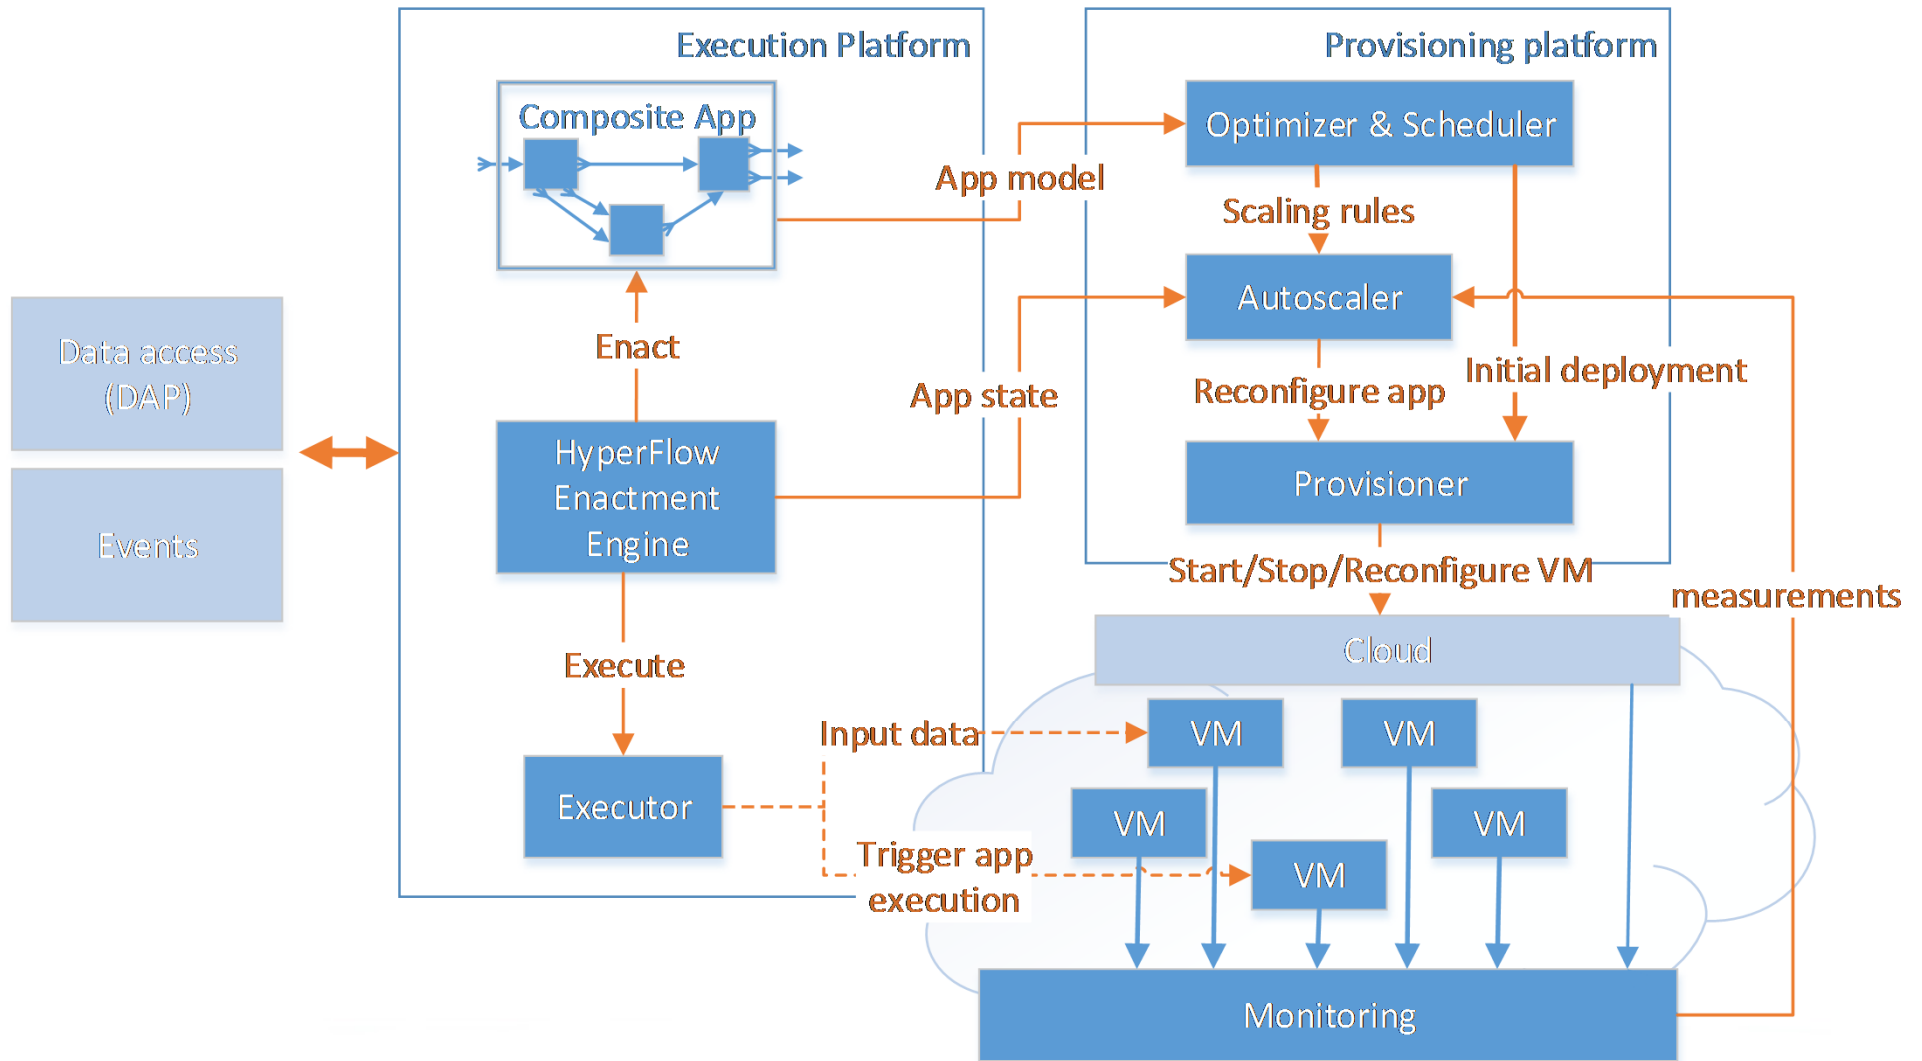 Execution Platform
Provisioning platform
Composite App
Optimizer & Scheduler
App model
Scaling rules
Autoscaler
Data access
(DAP)
Enact
App state
Reconfigure app
Initial deployment
HyperFlow
Enactment
Engine
Provisioner
Events
Start/Stop/Reconfigure VM
measurements
Cloud
Execute
Input data
VM
VM
Executor
VM
VM
Trigger app
execution
VM
Monitoring